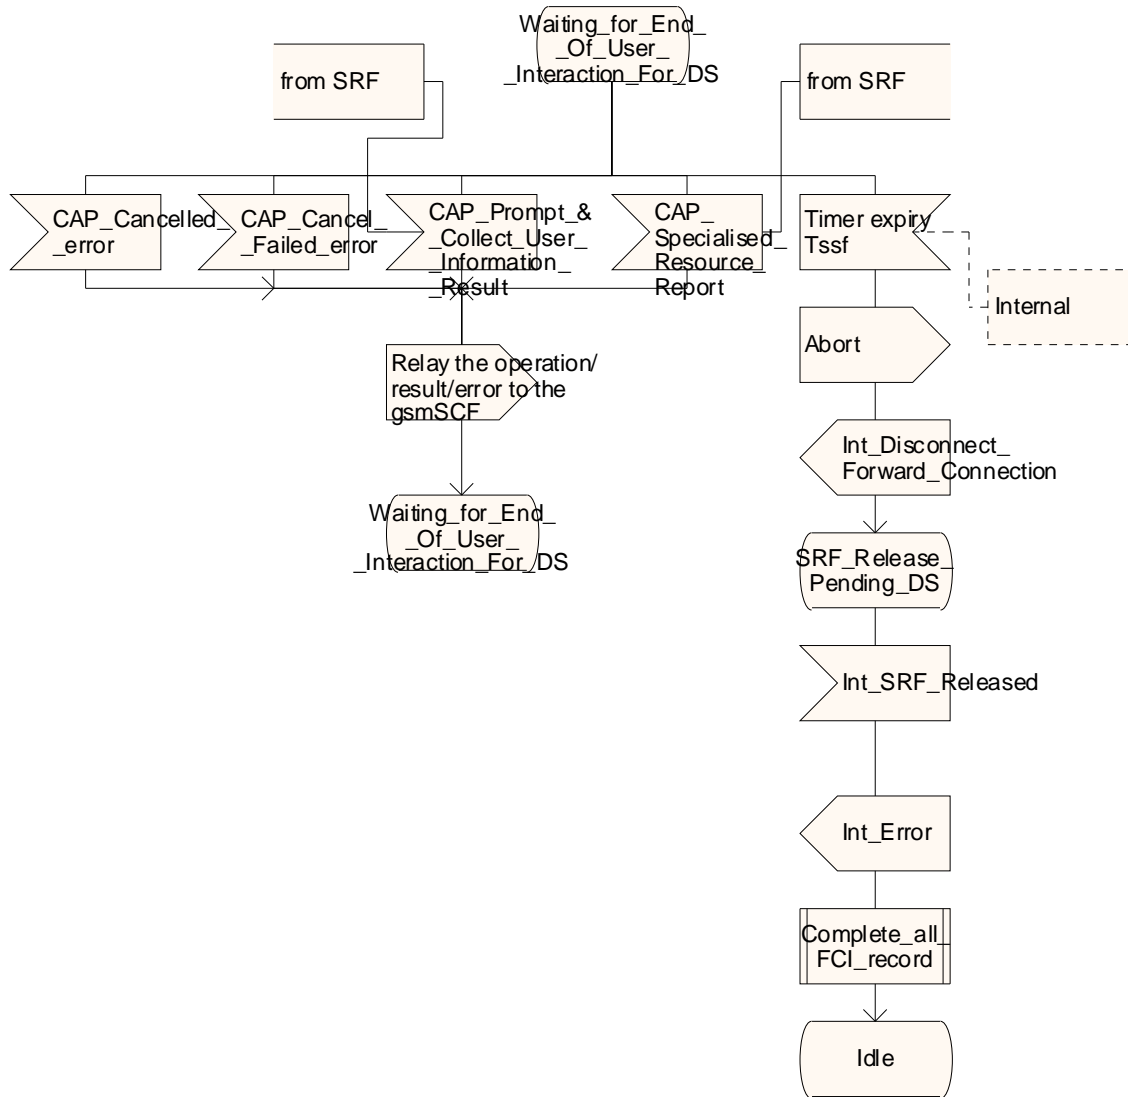 Waiting_for_End_
_Of_User_
_Interaction_For_DS
from SRF
from SRF
CAP_Cancelled_
_error
CAP_Cancel_
_Failed_error
CAP_Prompt_&
_Collect_User_
_Information_
_Result
CAP_
Specialised_
Resource_
Report
Timer expiry
Tssf
Internal
Abort
Relay the operation/
result/error to the
gsmSCF
Int_Disconnect_
Forward_Connection
Waiting_for_End_
_Of_User_
_Interaction_For_DS
SRF_Release_
Pending_DS
Int_SRF_Released
Int_Error
Complete_all_
FCI_record
Idle